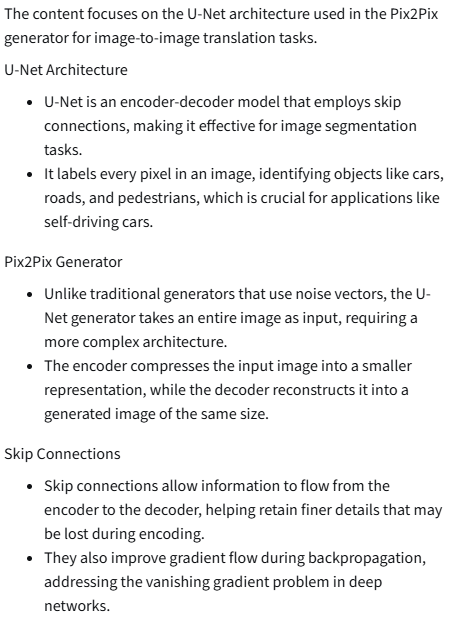 The content focuses on the U-Net architecture used in the Pix2Pix
generator for image-to-image translation tasks.
U-Net Architecture
• U-Net is an encoder-decoder model that employs skip
connections, making it effective for image segmentation
tasks.
• It labels every pixel in an image, identifying objects like cars,
roads, and pedestrians, which is crucial for applications like
self-driving cars.
Pix2Pix Generator
• Unlike traditional generators that use noise vectors, the U-
Net generator takes an entire image as input, requiring a
more complex architecture.
• The encoder compresses the input image into a smaller
representation, while the decoder reconstructs it into a
generated image of the same size.
Skip Connections
• Skip connections allow information to flow from the
encoder to the decoder, helping retain finer details that may
be lost during encoding.
• They also improve gradient flow during backpropagation,
addressing the vanishing gradient problem in deep
networks.